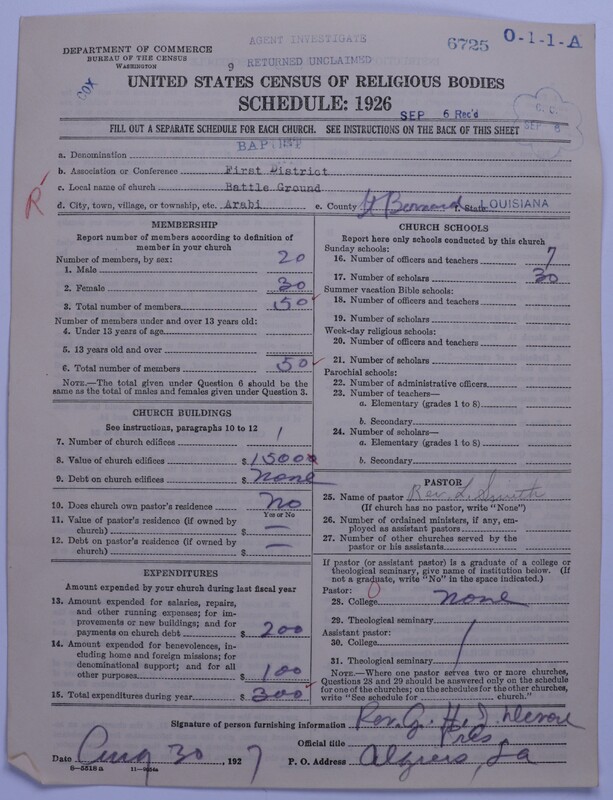 AGENT INVESTIGATE
6725
O-1-1-A
DEPARTMENT OF COMMERCE
BUREAU OF THE CENSUS
WASHINGTON
9 RETURNED UNCLAIMED
COX
UNITED STATES CENSUS OF RELIGIOUS BODIES
SCHEDULE: 1926
SEP 6 Rec'd
C. C.
SEP 8
FILL OUT A SEPARATE SCHEDULE FOR EACH CHURCH. SEE INSTRUCTIONS ON THE BACK OF THIS SHEET
a. Denomination BAPTIST
b. Association or Conference First District
c. Local name of church Battle Ground
R
d. City, town, village, or township, etc. Arabi e. County St Bernard f. State LOUISIANA
MEMBERSHIP
Report number of members according to definition of
member in your church
Number of members, by sex:
1. Male 20
2. Female 30
3. Total number of members 50
Number of members under and over 13 years old:
4. Under 13 years of age
5. 13 years old and over
6. Total number of members 50
NOTE.—The total given under Question 6 should be
the same as the total of males and females given under Question 3.
CHURCH BUILDINGS
See instructions, paragraphs 10 to 12
7. Number of church edifices 1
8. Value of church edifices $ 1500
9. Debt on church edifices $ None
10. Does church own pastor's residence No
Yes or No
11. Value of pastor's residence (if owned by
church) $ —
12. Debt on pastor's residence (if owned by
church) $ —
EXPENDITURES
Amount expended by your church during last fiscal year
13. Amount expended for salaries, repairs,
and other running expenses; for im-
provements or new buildings; and for
payments on church debt $ 200
14. Amount expended for benevolences,
including home and foreign missions; for
denominational support; and for all
other purposes $ 100
15. Total expenditures during year $ 300
CHURCH SCHOOLS
Report here only schools conducted by this church
Sunday schools:
16. Number of officers and teachers 7
17. Number of scholars 30
Summer vacation Bible schools:
18. Number of officers and teachers
19. Number of scholars
Week-day religious schools:
20. Number of officers and teachers
21. Number of scholars
Parochial schools:
22. Number of administrative officers
23. Number of teachers—
a. Elementary (grades 1 to 8)
b. Secondary
24. Number of scholars—
a. Elementary (grades 1 to 8)
b. Secondary
PASTOR
25. Name of pastor Rev. L. Smith
(If church has no pastor, write "None")
26. Number of ordained ministers, if any, em-
ployed as assistant pastors
27. Number of other churches served by the
pastor or his assistants
If pastor (or assistant pastor) is a graduate of a college or
theological seminary, give name of institution below. (If
not a graduate, write "No" in the space indicated.)
Pastor: 0
28. College none
29. Theological seminary
Assistant pastor:
30. College
31. Theological seminary
NOTE.—Where one pastor serves two or more churches,
Questions 28 and 29 should be answered only on the schedule
for one of the churches; on the schedules for the other churches,
write "See schedule for church."
Signature of person furnishing information Rev. G. H.
Official title Pres
Date Aug 30, 1927 P. O. Address Algiers, La
8—5518 a